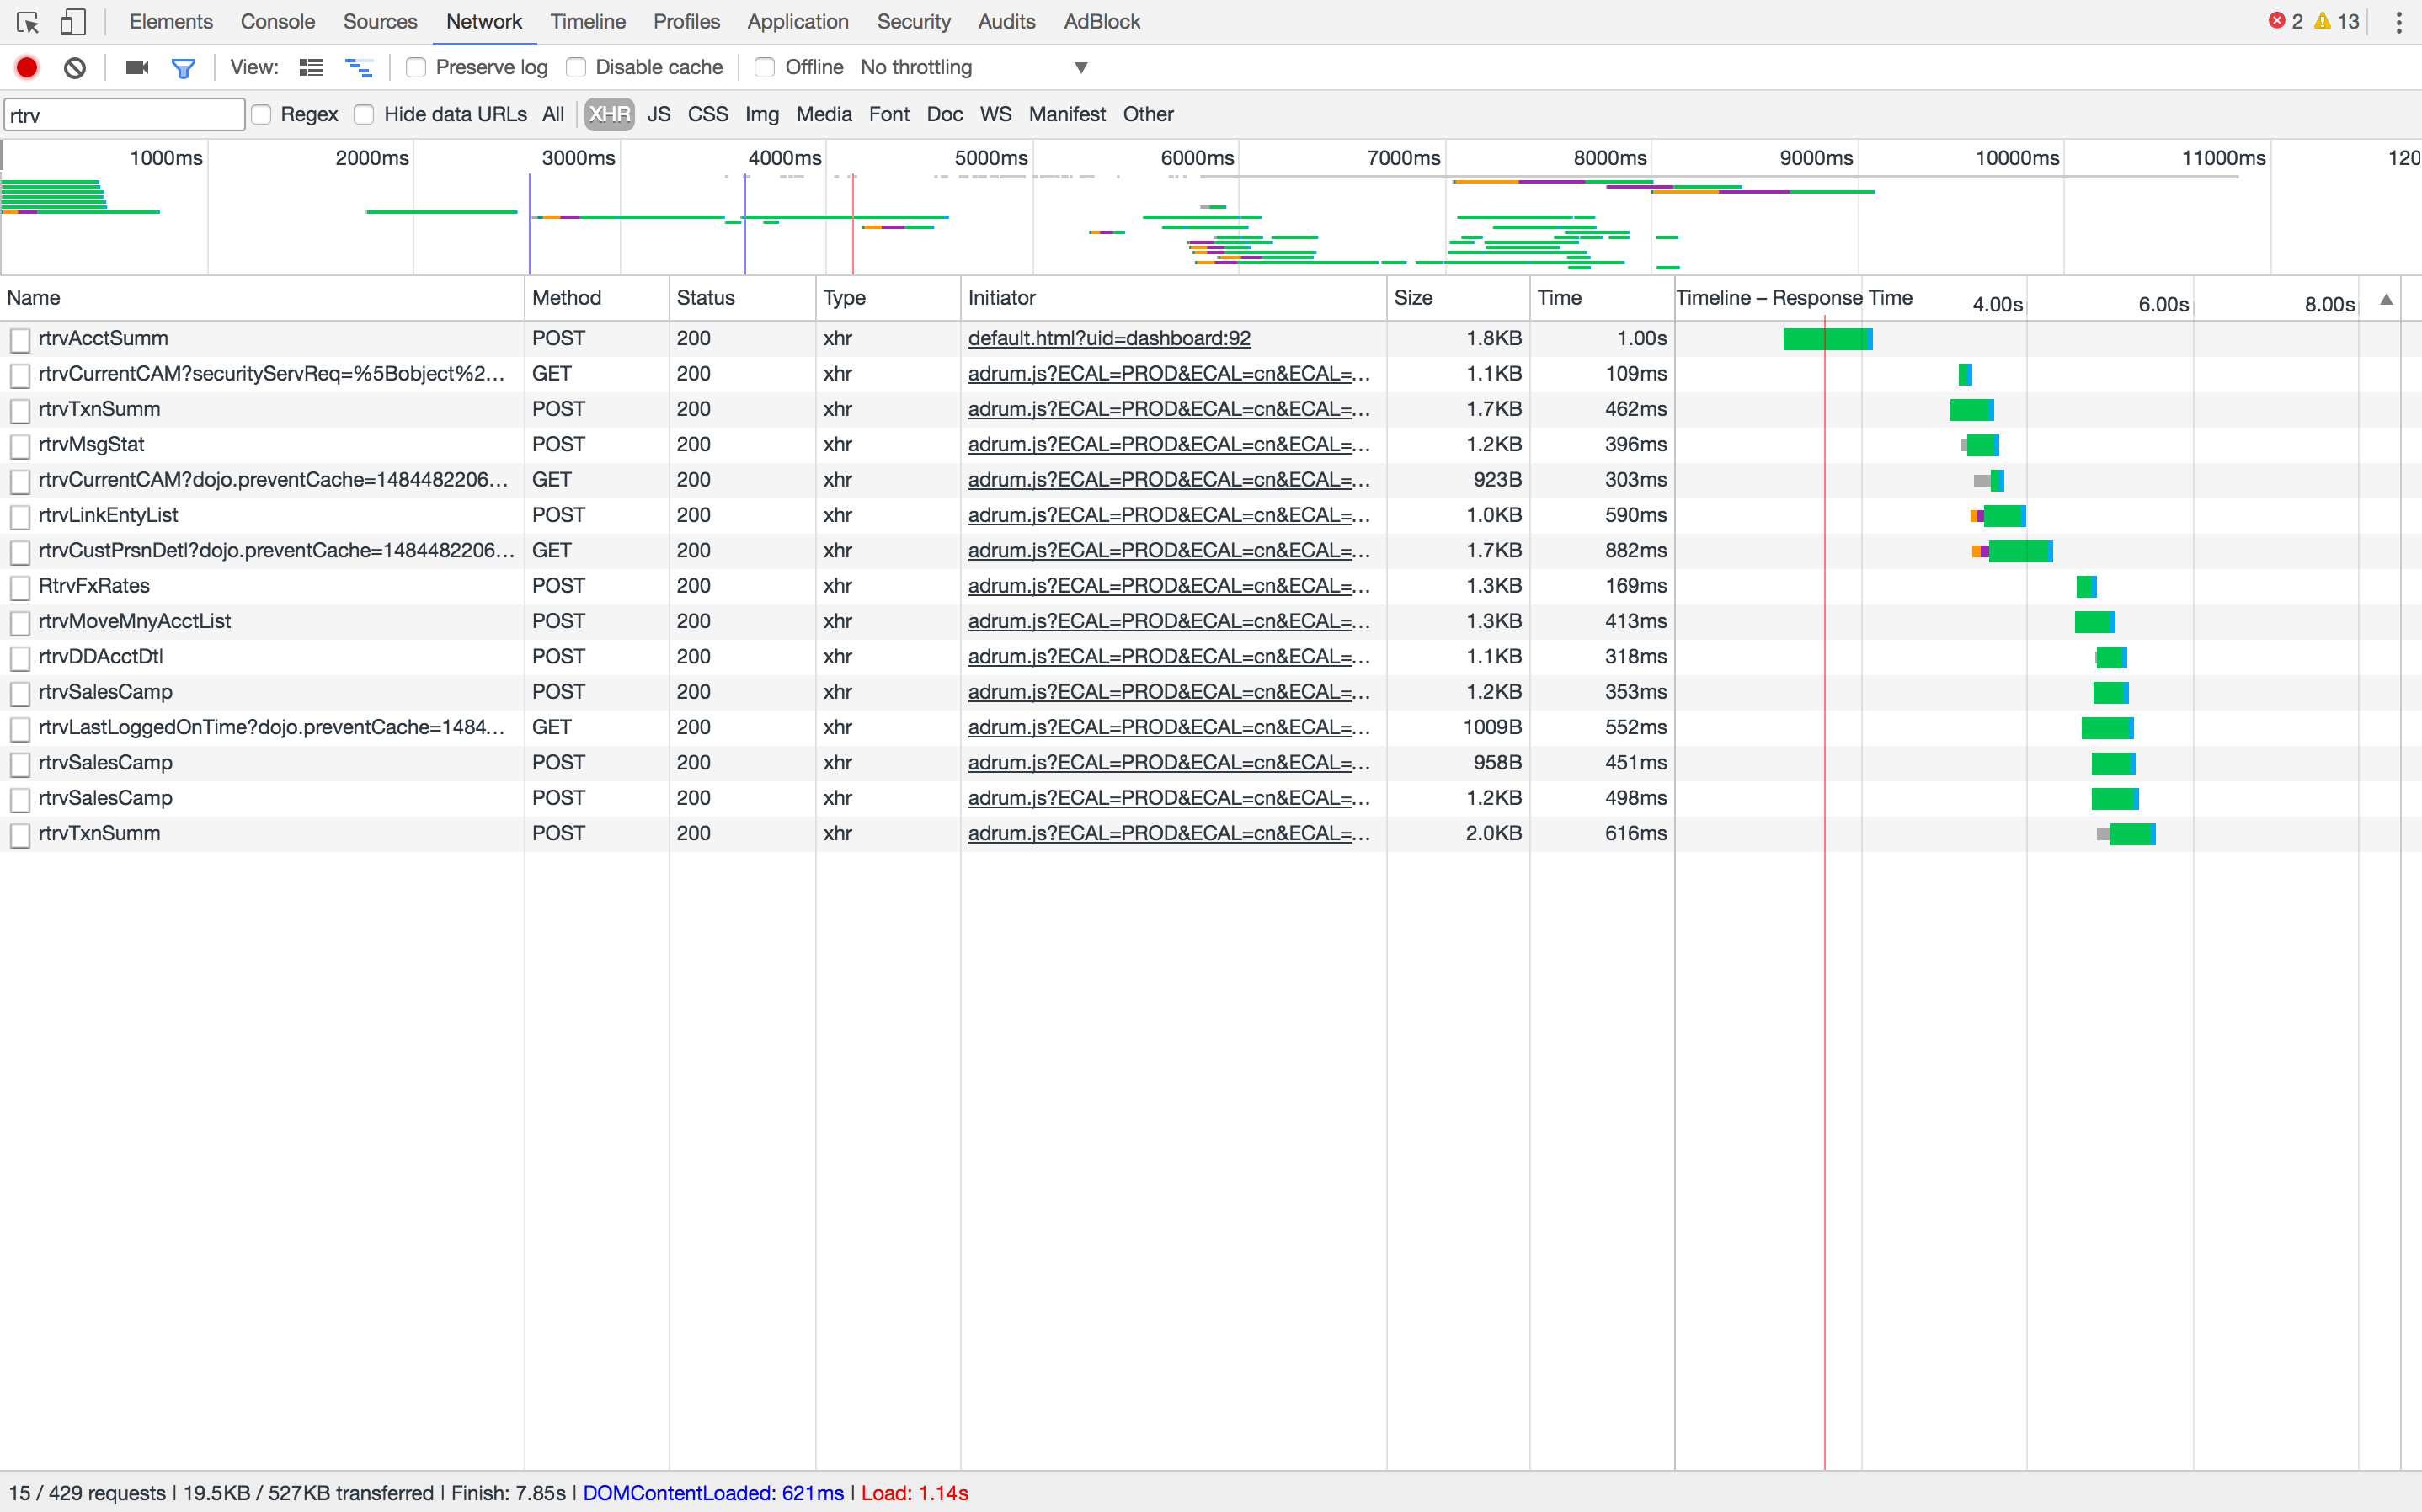 Elements Console Sources Network Timeline Profiles Application Security Audits AdBlock 2 13
View: Preserve log Disable cache Offline No throttling
rtrv Regex Hide data URLs All XHR JS CSS Img Media Font Doc WS Manifest Other
1000ms 2000ms 3000ms 4000ms 5000ms 6000ms 7000ms 8000ms 9000ms 10000ms 11000ms 120
Name Method Status Type Initiator Size Time Timeline – Response Time 4.00s 6.00s 8.00s
rtrvAcctSumm POST 200 xhr default.html?uid=dashboard:92 1.8KB 1.00s
rtrvCurrentCAM?securityServReq=%5Bobject%2... GET 200 xhr adrum.js?ECAL=PROD&ECAL=cn&ECAL=... 1.1KB 109ms
rtrvTxnSumm POST 200 xhr adrum.js?ECAL=PROD&ECAL=cn&ECAL=... 1.7KB 462ms
rtrvMsgStat POST 200 xhr adrum.js?ECAL=PROD&ECAL=cn&ECAL=... 1.2KB 396ms
rtrvCurrentCAM?dojo.preventCache=1484482206... GET 200 xhr adrum.js?ECAL=PROD&ECAL=cn&ECAL=... 923B 303ms
rtrvLinkEntyList POST 200 xhr adrum.js?ECAL=PROD&ECAL=cn&ECAL=... 1.0KB 590ms
rtrvCustPrsnDetl?dojo.preventCache=1484482206... GET 200 xhr adrum.js?ECAL=PROD&ECAL=cn&ECAL=... 1.7KB 882ms
RtrvFxRates POST 200 xhr adrum.js?ECAL=PROD&ECAL=cn&ECAL=... 1.3KB 169ms
rtrvMoveMnyAcctList POST 200 xhr adrum.js?ECAL=PROD&ECAL=cn&ECAL=... 1.3KB 413ms
rtrvDDAcctDtl POST 200 xhr adrum.js?ECAL=PROD&ECAL=cn&ECAL=... 1.1KB 318ms
rtrvSalesCamp POST 200 xhr adrum.js?ECAL=PROD&ECAL=cn&ECAL=... 1.2KB 353ms
rtrvLastLoggedOnTime?dojo.preventCache=1484... GET 200 xhr adrum.js?ECAL=PROD&ECAL=cn&ECAL=... 1009B 552ms
rtrvSalesCamp POST 200 xhr adrum.js?ECAL=PROD&ECAL=cn&ECAL=... 958B 451ms
rtrvSalesCamp POST 200 xhr adrum.js?ECAL=PROD&ECAL=cn&ECAL=... 1.2KB 498ms
rtrvTxnSumm POST 200 xhr adrum.js?ECAL=PROD&ECAL=cn&ECAL=... 2.0KB 616ms
15 / 429 requests | 19.5KB / 527KB transferred | Finish: 7.85s | DOMContentLoaded: 621ms | Load: 1.14s